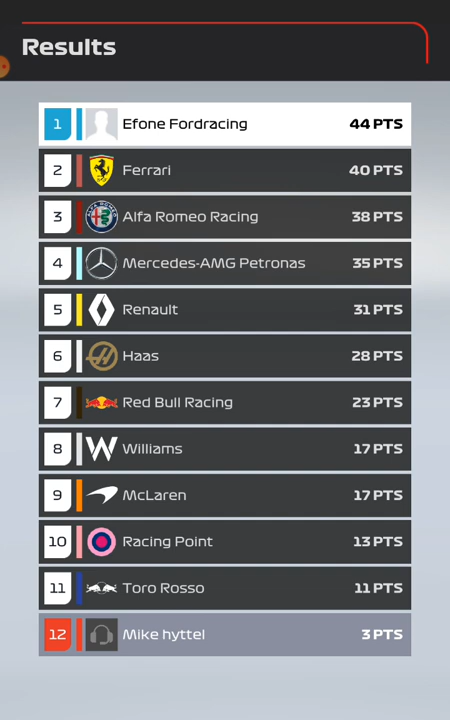 Results
1 Efone Fordracing 44 PTS
2 Ferrari 40 PTS
3 Alfa Romeo Racing 38 PTS
4 Mercedes-AMG Petronas 35 PTS
5 Renault 31 PTS
6 Haas 28 PTS
7 Red Bull Racing 23 PTS
8 Williams 17 PTS
9 McLaren 17 PTS
10 Racing Point 13 PTS
11 Toro Rosso 11 PTS
12 Mike hyttel 3 PTS